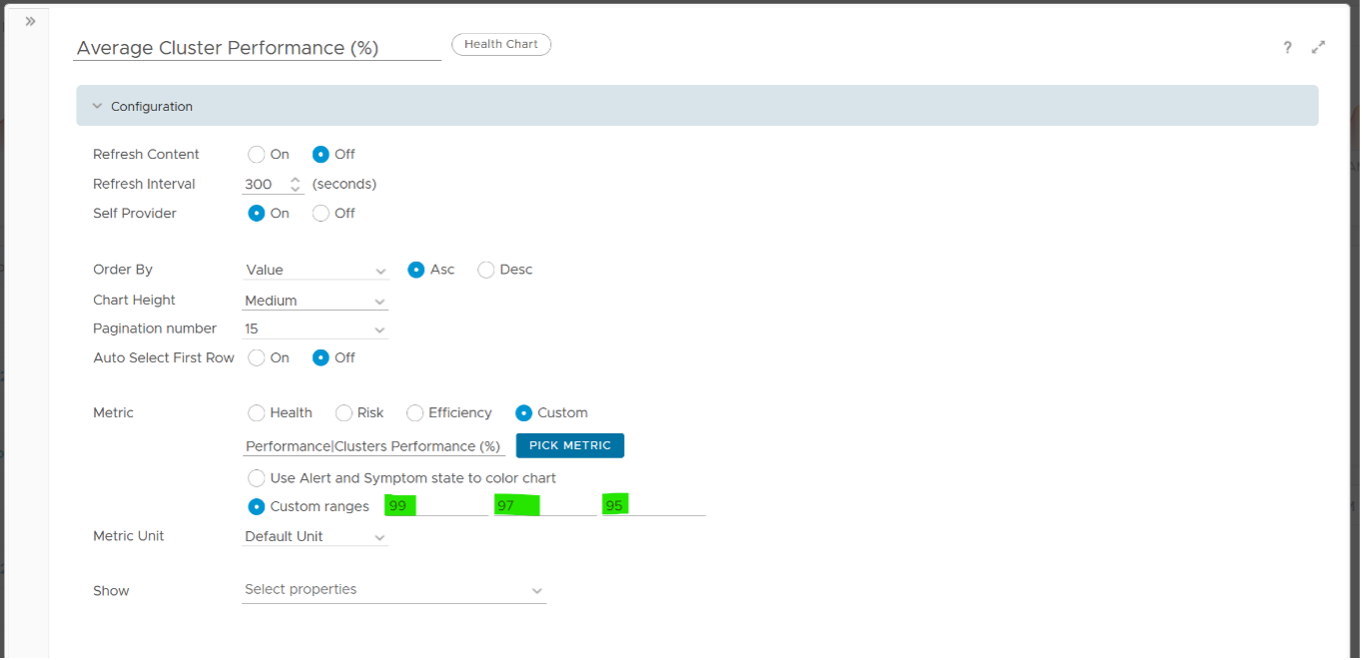 Average Cluster Performance (%) Health Chart ?
Configuration
Refresh Content On Off
Refresh Interval 300 (seconds)
Self Provider On Off
Order By Value Asc Desc
Chart Height Medium
Pagination number 15
Auto Select First Row On Off
Metric Health Risk Efficiency Custom
Performance|Clusters Performance (%) PICK METRIC
Use Alert and Symptom state to color chart
Custom ranges 99 97 95
Metric Unit Default Unit
Show Select properties